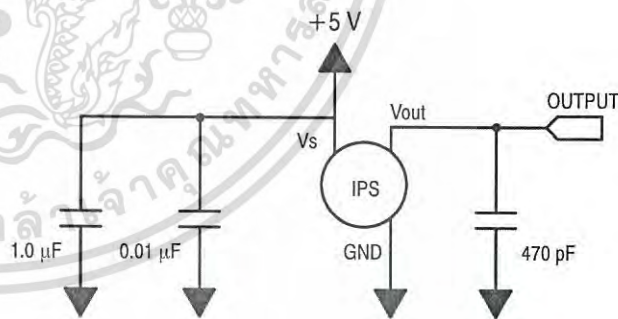 +5 V
OUTPUT
Vout
Vs
IPS
GND
1.0 µF
0.01 µF
470 pF